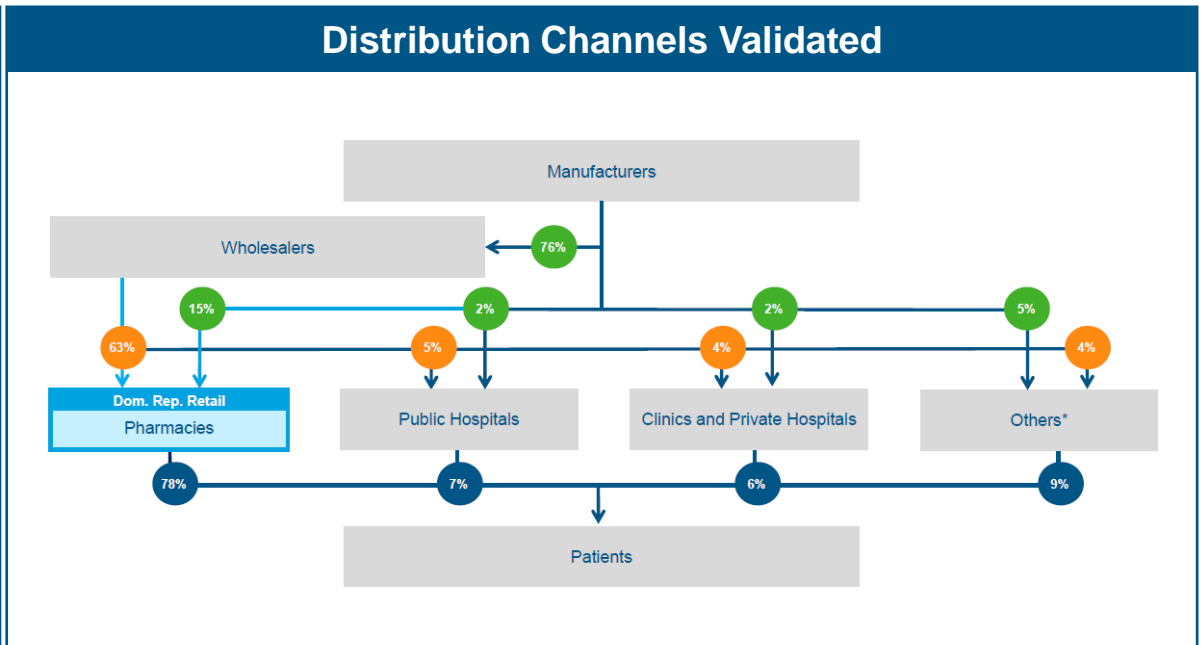 Distribution Channels Validated
Manufacturers
Wholesalers
76%
15%
2%
2%
5%
63%
5%
4%
4%
Dom. Rep. Retail
Pharmacies
Public Hospitals
Clinics and Private Hospitals
Others*
78%
7%
6%
9%
Patients